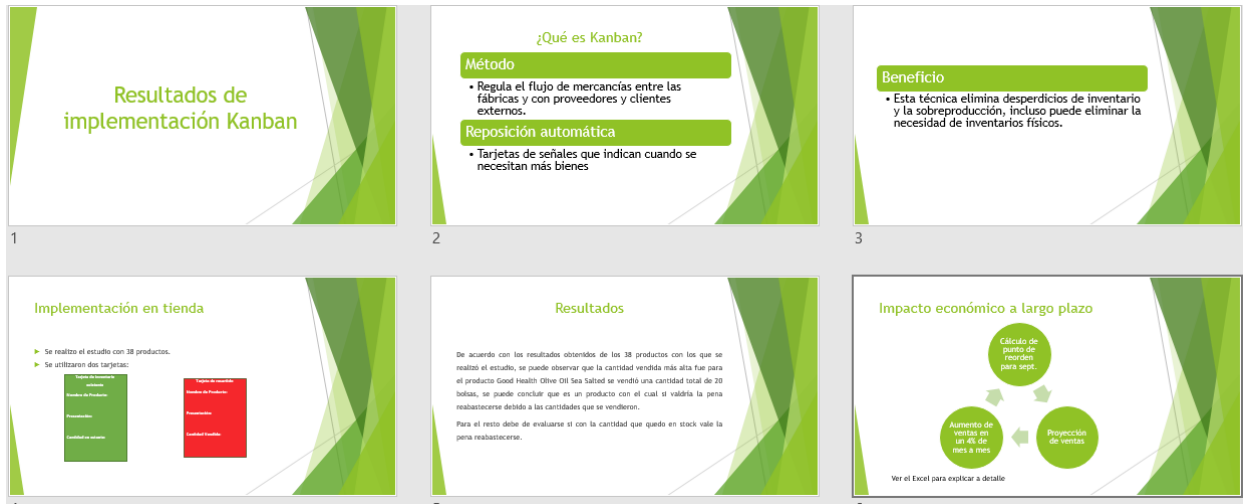 Resultados de
implementación Kanban
1
¿Qué es Kanban?
Método
• Regula el flujo de mercancías entre las
fábricas y con proveedores y clientes
externos.
Reposición automática
• Tarjetas de señales que indican cuando se
necesitan más bienes
2
Beneficio
• Esta técnica elimina desperdicios de inventario
y la sobreproducción, incluso puede eliminar la
necesidad de inventarios físicos.
3
Implementación en tienda
Se realizo el estudio con 38 productos.
Se utilizaron dos tarjetas:
Tarjeta de inventario
existente
Nombre de Producto:
Presentación:
Cantidad en estante:
Tarjeta de vendido
Nombre de Producto:
Presentación:
Cantidad Vendida:
Resultados
De acuerdo con los resultados obtenidos de los 38 productos con los que se
realizó el estudio, se puede observar que la cantidad vendida más alta fue para
el producto Good Health Olive Oil Sea Salted se vendió una cantidad total de 20
bolsas, se puede concluir que es un producto con el cual si valdría la pena
reabastecerse debido a las cantidades que se vendieron.
Para el resto debe de evaluarse si con la cantidad que quedo en stock vale la
pena reabastecerse.
Impacto económico a largo plazo
Cálculo de
punto de
reorden
para sept.
Proyección
de ventas
Aumento de
ventas en
un 4% de
mes a mes
Ver el Excel para explicar a detalle